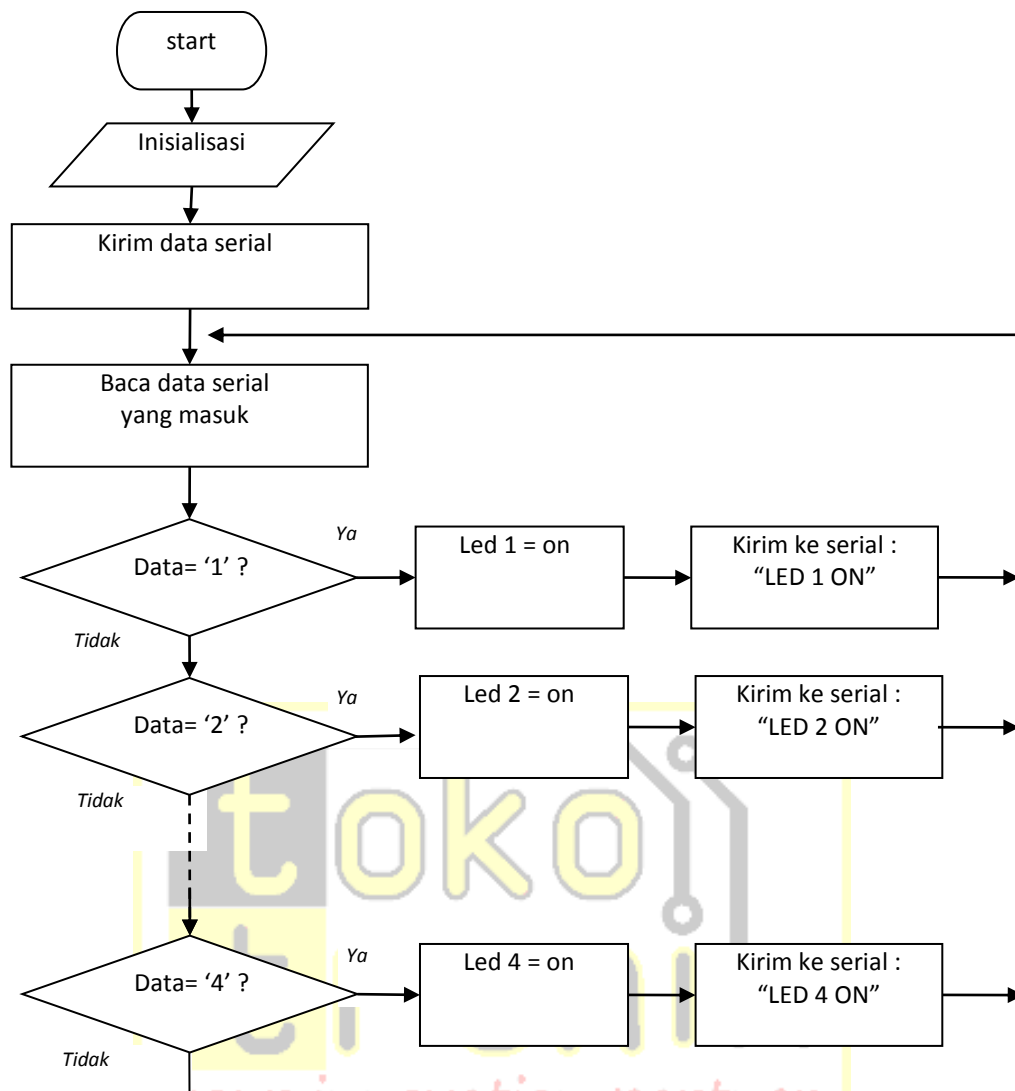 start
Inisialisasi
Kirim data serial
Baca data serial
yang masuk
Data= ‘1’ ?
Ya
Led 1 = on
Kirim ke serial :
“LED 1 ON”
Tidak
Data= ‘2’ ?
Ya
Led 2 = on
Kirim ke serial :
“LED 2 ON”
Tidak
toko
Data= ‘4’ ?
Ya
Led 4 = on
Kirim ke serial :
“LED 4 ON”
Tidak